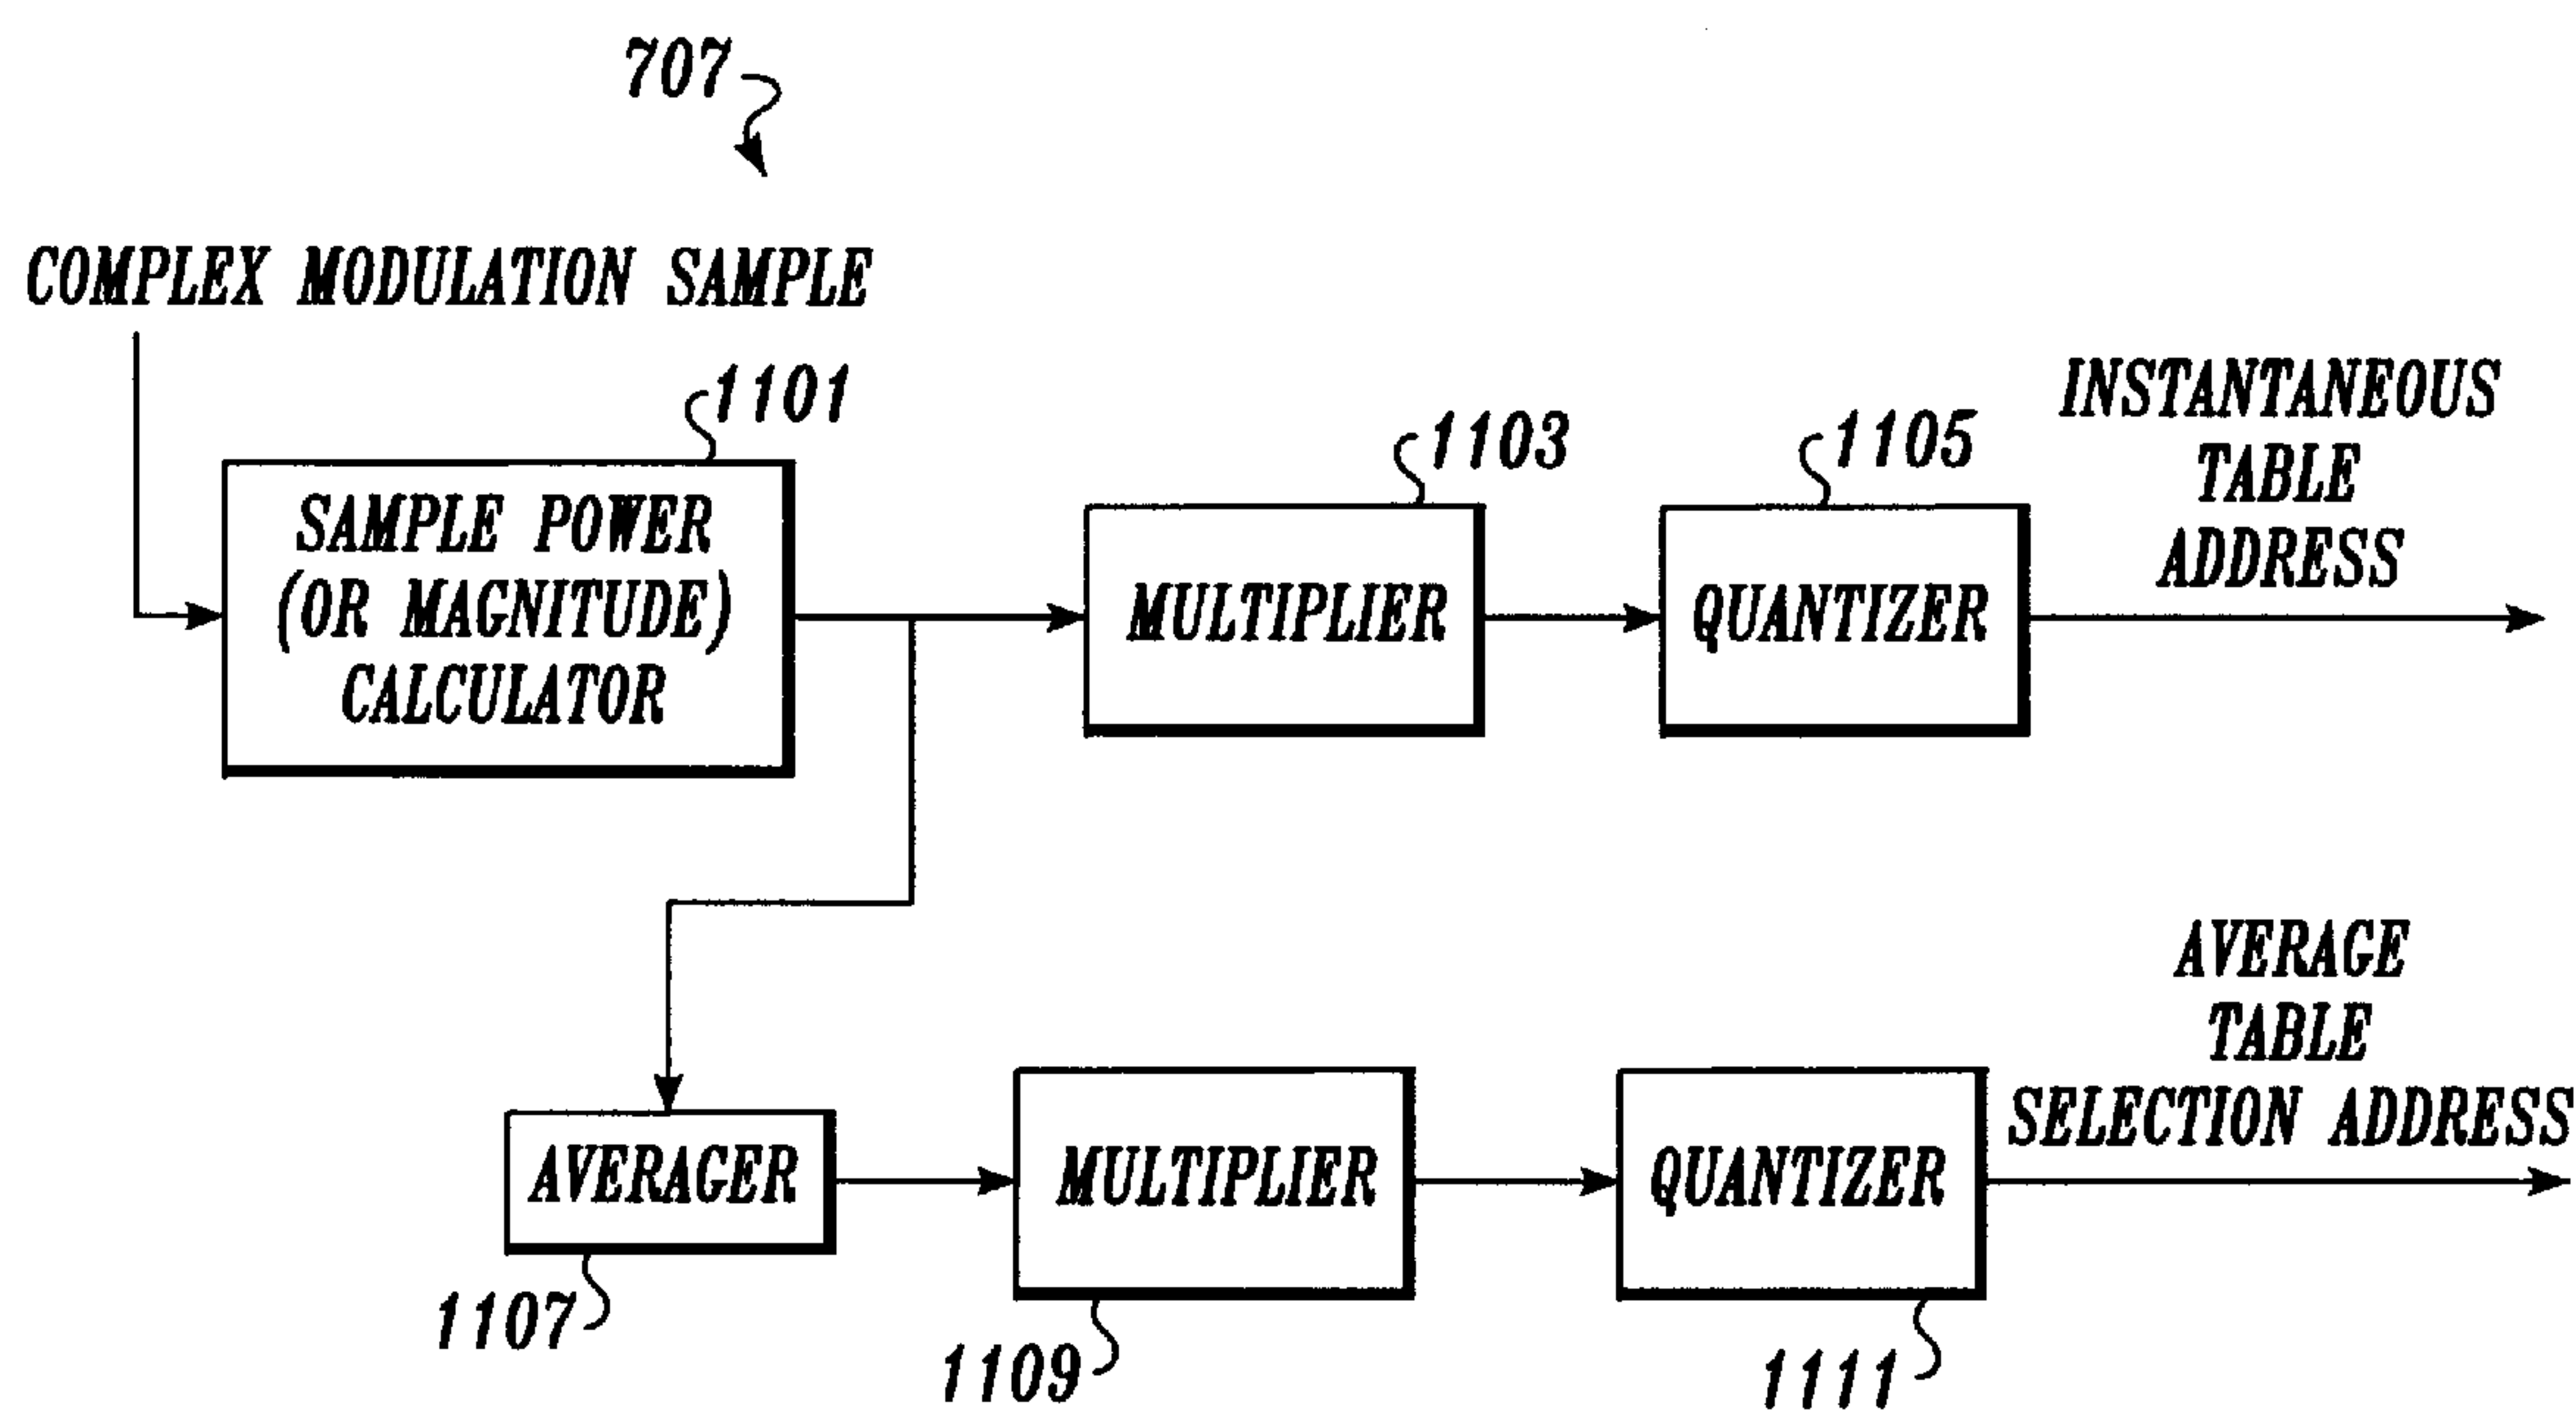 707
COMPLEX MODULATION SAMPLE
1101
SAMPLE POWER
(OR MAGNITUDE)
CALCULATOR
1103
MULTIPLIER
1105
QUANTIZER
INSTANTANEOUS
TABLE
ADDRESS
AVERAGER
1107
MULTIPLIER
1109
QUANTIZER
1111
AVERAGE
TABLE
SELECTION ADDRESS